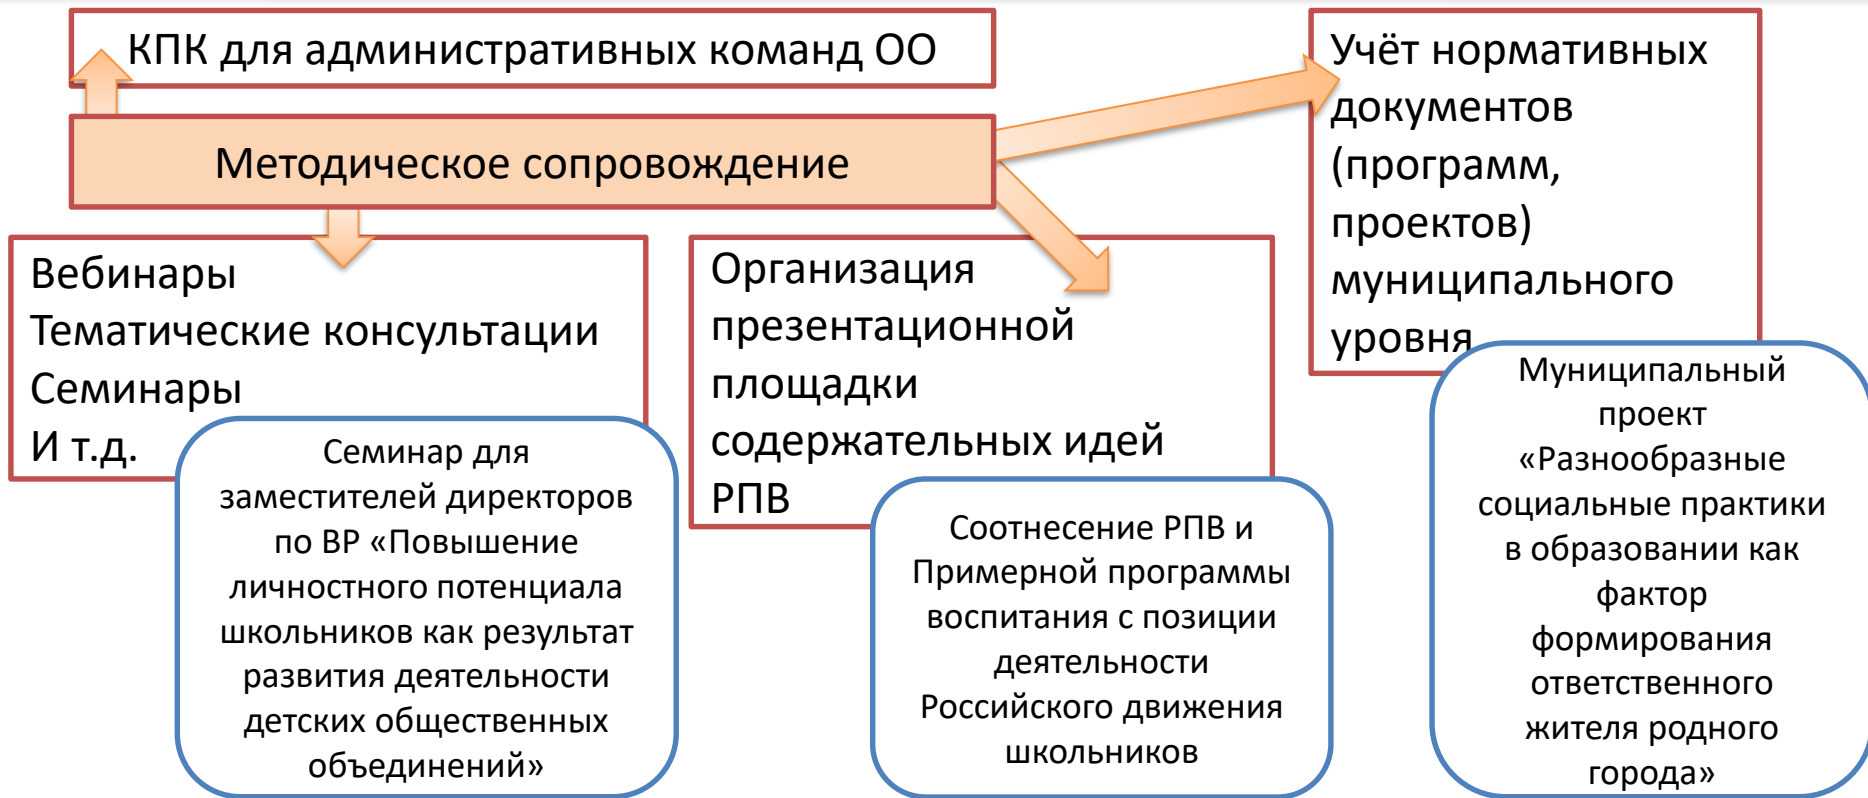 КПК для административных команд ОО
Методическое сопровождение
Учёт нормативных
документов
(программ,
проектов)
муниципального
уровня
Вебинары
Тематические консультации
Семинары
И т.д.
Семинар для
заместителей директоров
по ВР «Повышение
личностного потенциала
школьников как результат
развития деятельности
детских общественных
объединений»
Организация
презентационной
площадки
содержательных идей
РПВ
Соотнесение РПВ и
Примерной программы
воспитания с позиции
деятельности
Российского движения
школьников
Муниципальный
проект
«Разнообразные
социальные практики
в образовании как
фактор
формирования
ответственного
жителя родного
города»